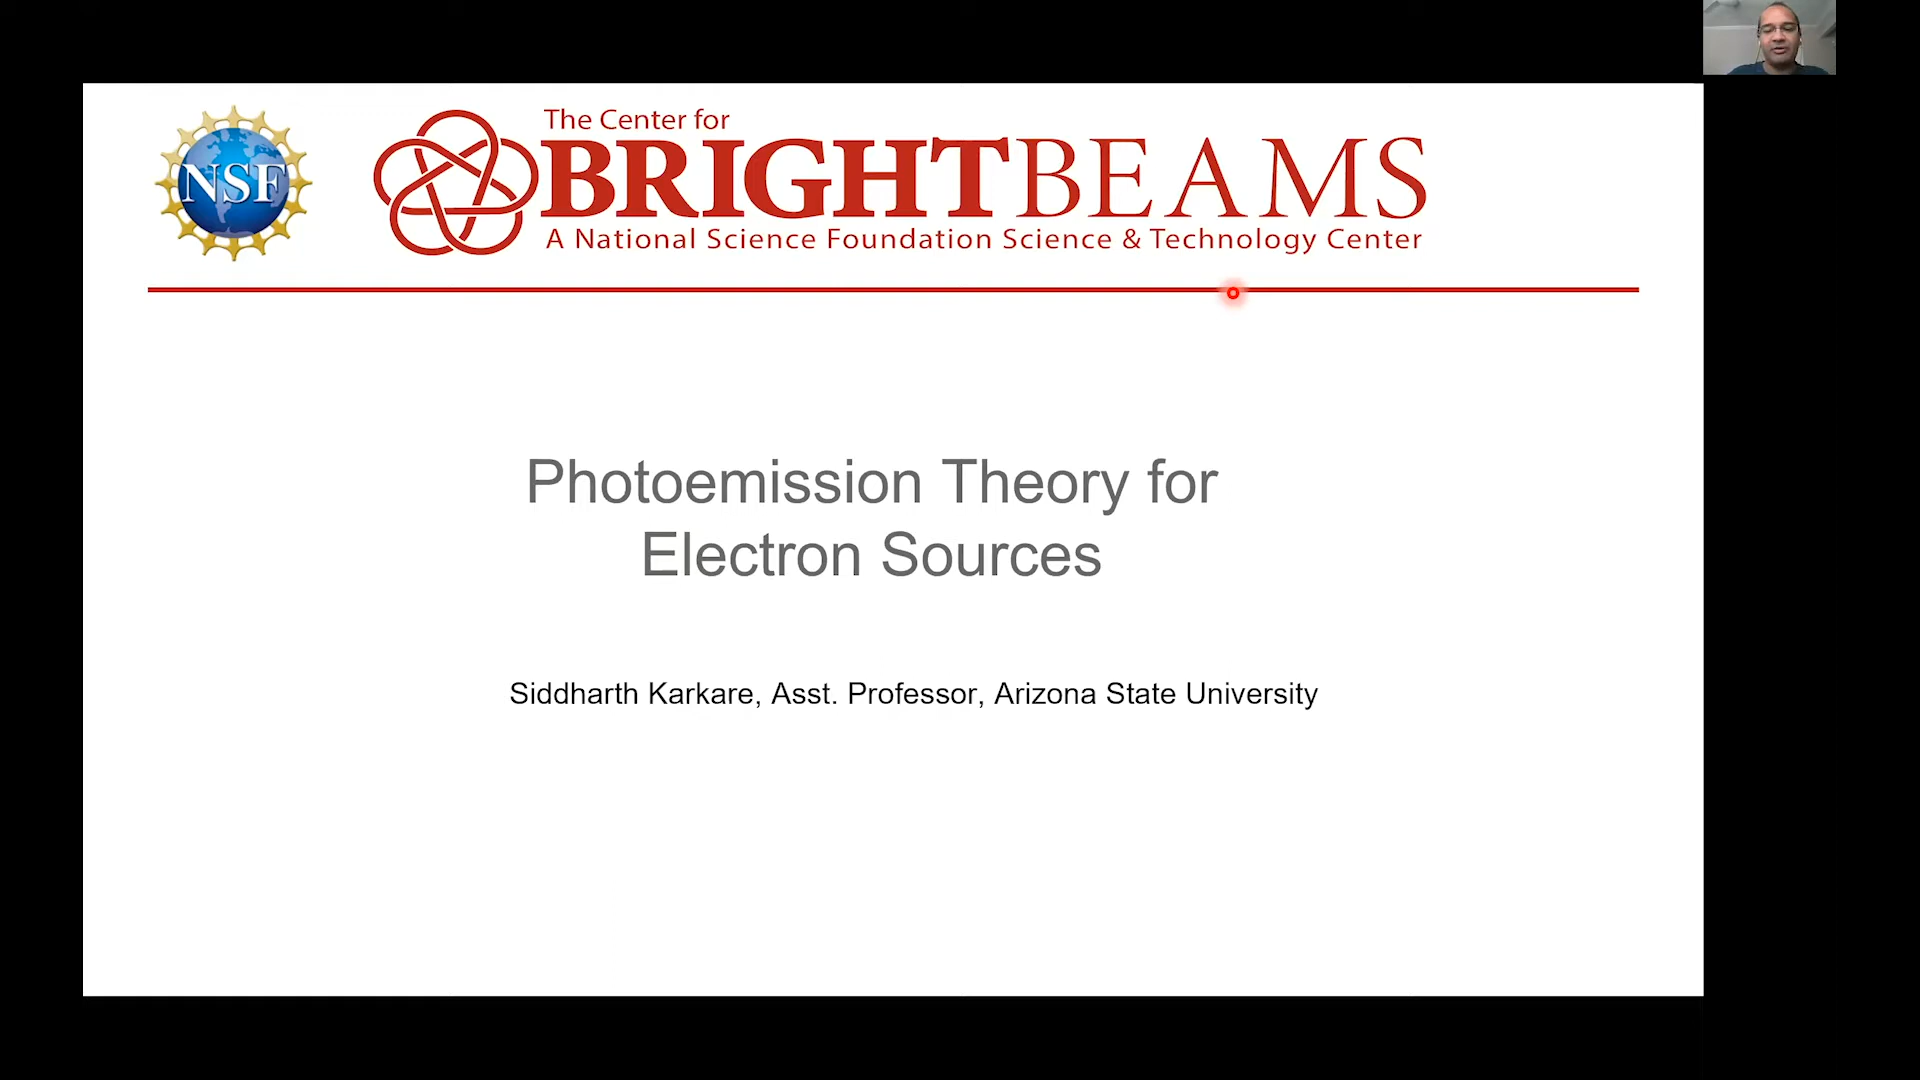 NSF
The Center for
BRIGHTBEAMS
A National Science Foundation Science & Technology Center
Photoemission Theory for
Electron Sources
Siddharth Karkare, Asst. Professor, Arizona State University